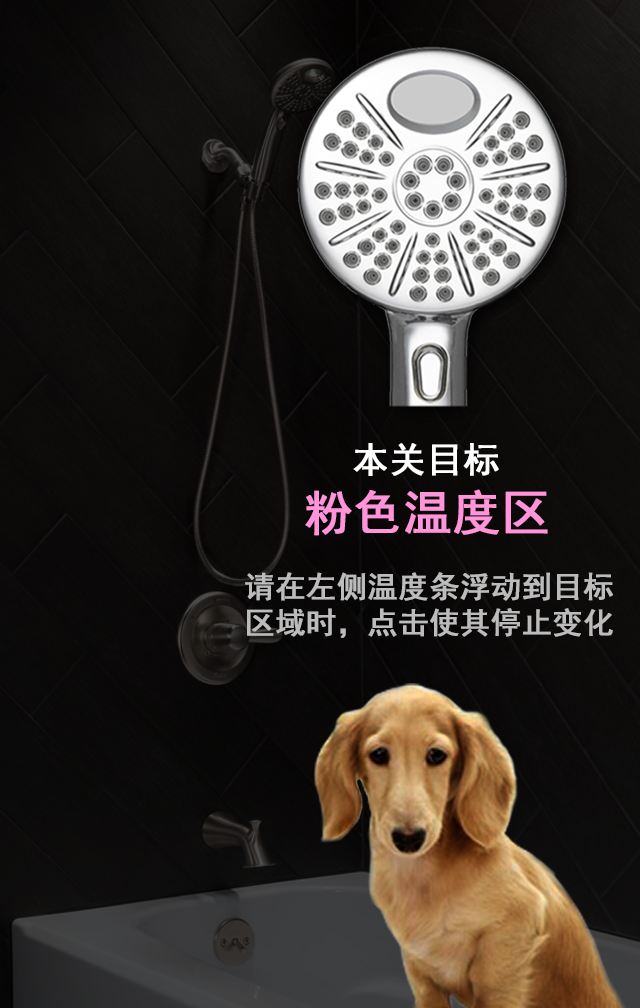 本关目标
粉色温度区
请在左侧温度条浮动到目标
区域时，点击使其停止变化